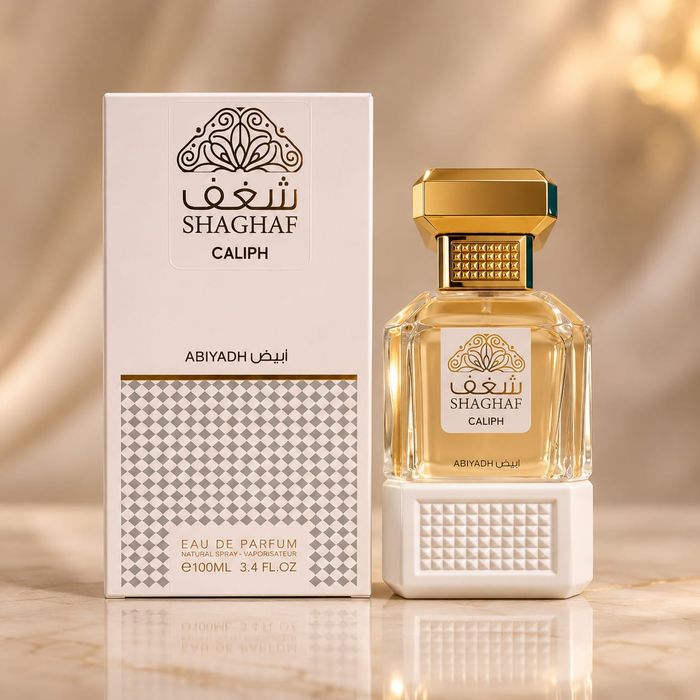 شغف
SHAGHAF
CALIPH
ABIYADH أبيض
EAU DE PARFUM
NATURAL SPRAY - VAPORISATEUR
e100ML 3.4 FL.OZ
شغف
SHAGHAF
CALIPH
ABIYADH أبيض